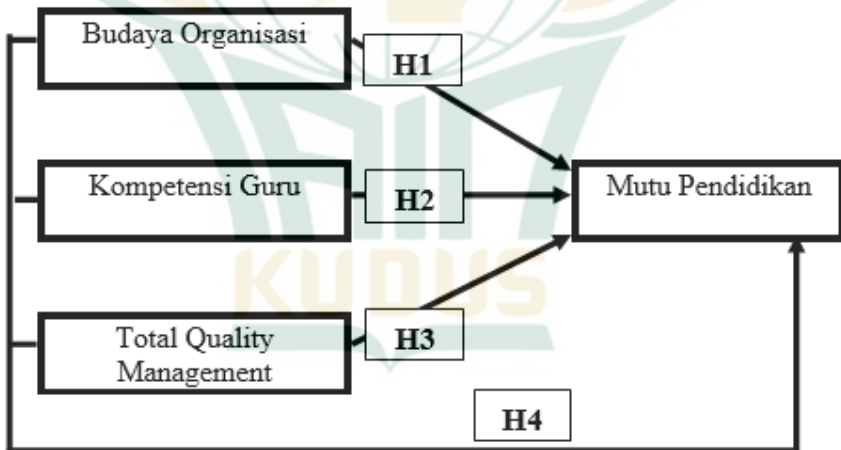 Budaya Organisasi
H1
Kompetensi Guru
H2
Mutu Pendidikan
Total Quality
Management
H3
H4
KUDUS